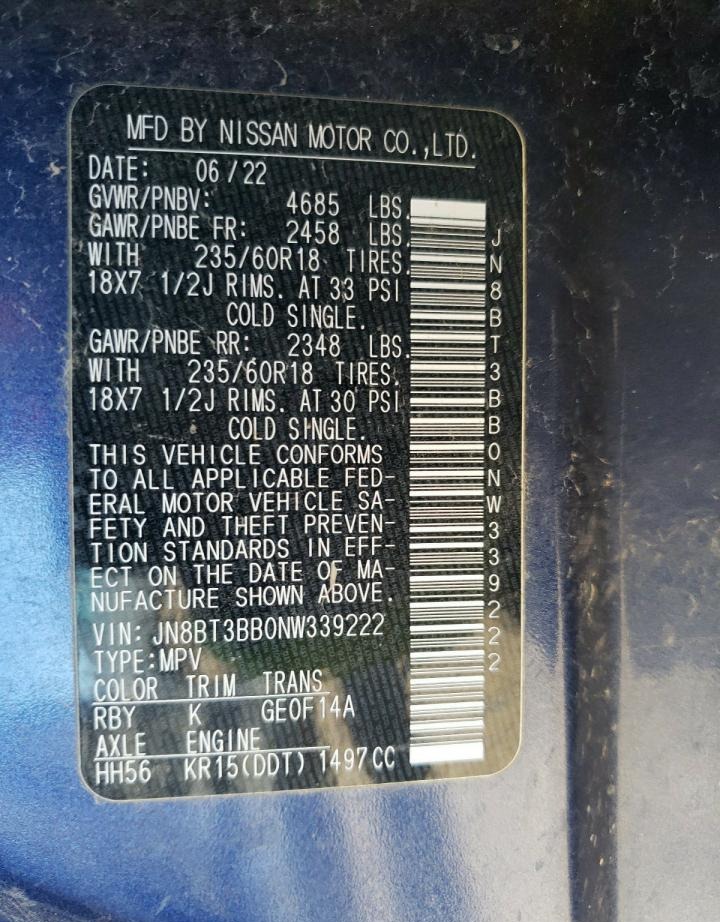 MFD BY NISSAN MOTOR CO.,LTD.
DATE: 06/22
GVWR/PNBV: 4685 LBS.
GAWR/PNBE FR: 2458 LBS.
WITH 235/60R18 TIRES.
18X7 1/2J RIMS. AT 33 PSI
COLD SINGLE.
GAWR/PNBE RR: 2348 LBS.
WITH 235/60R18 TIRES.
18X7 1/2J RIMS. AT 30 PSI
COLD SINGLE.
THIS VEHICLE CONFORMS
TO ALL APPLICABLE FED-
ERAL MOTOR VEHICLE SA-
FETY AND THEFT PREVEN-
TION STANDARDS IN EFF-
ECT ON THE DATE OF MA-
NUFACTURE SHOWN ABOVE.
VIN: JN8BT3BB0NW339222
TYPE:MPV
COLOR TRIM TRANS
RBY K GE0F14A
AXLE ENGINE
HH56 KR15(DDT) 1497CC
JN8BT3BB0NW339222